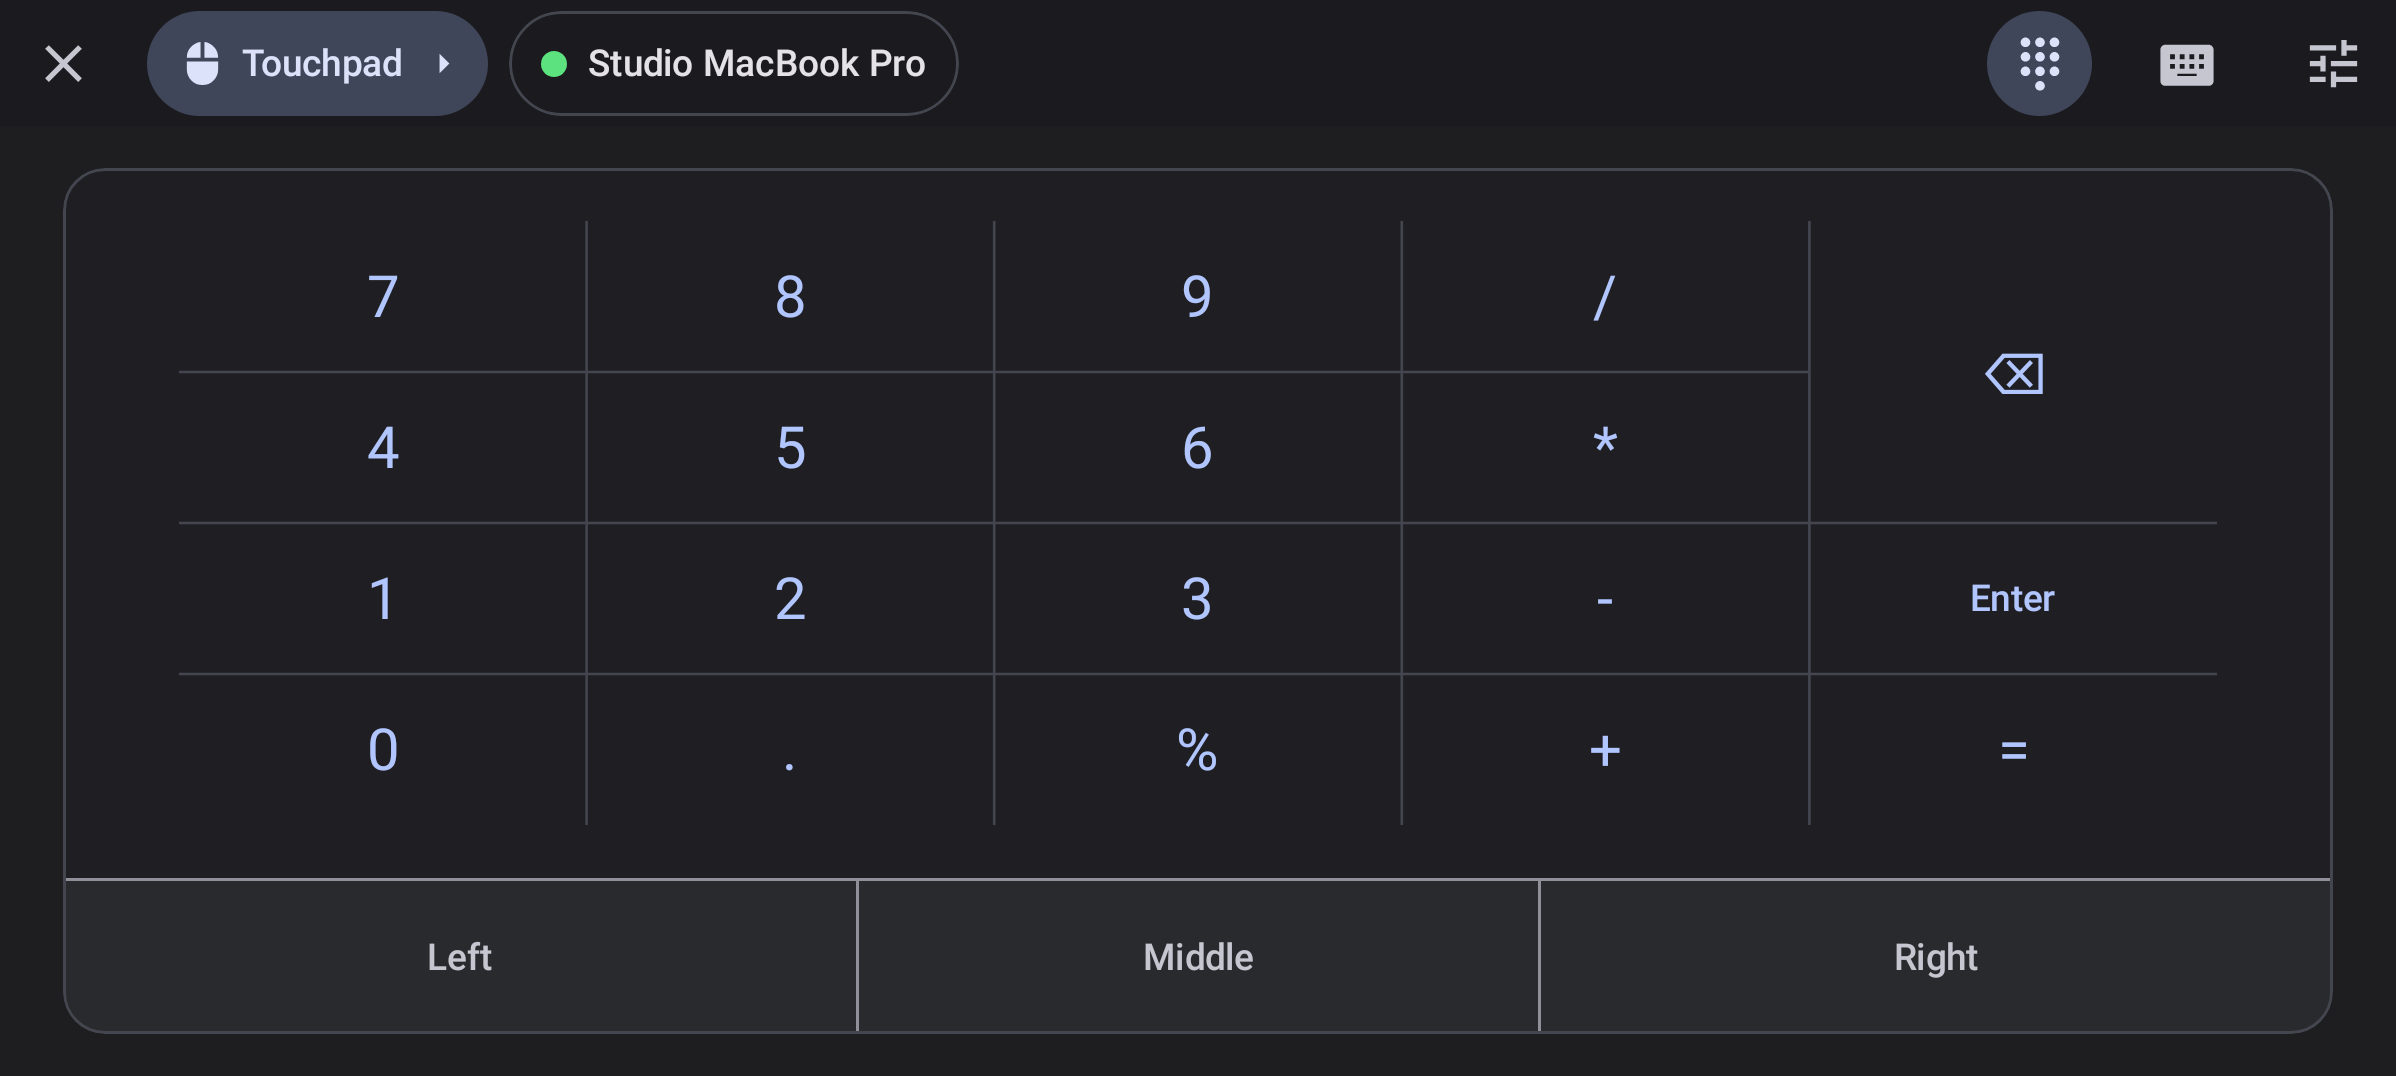 Touchpad
Studio MacBook Pro
7 8 9 /
4 5 6 *
1 2 3 - Enter
0 . % + =
Left Middle Right